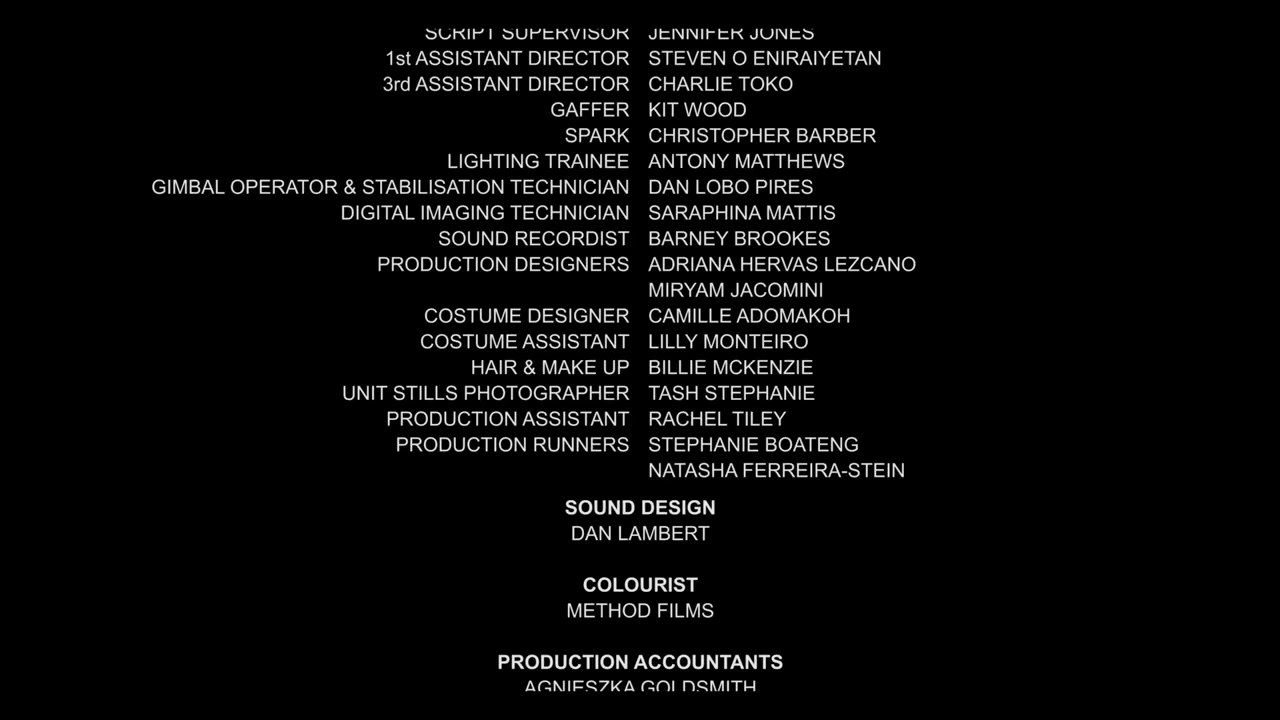 SCRIPT SUPERVISOR JENNIFER JONES
1st ASSISTANT DIRECTOR STEVEN O ENIRAIYETAN
3rd ASSISTANT DIRECTOR CHARLIE TOKO
GAFFER KIT WOOD
SPARK CHRISTOPHER BARBER
LIGHTING TRAINEE ANTONY MATTHEWS
GIMBAL OPERATOR & STABILISATION TECHNICIAN DAN LOBO PIRES
DIGITAL IMAGING TECHNICIAN SARAPHINA MATTIS
SOUND RECORDIST BARNEY BROOKES
PRODUCTION DESIGNERS ADRIANA HERVAS LEZCANO
MIRYAM JACOMINI
COSTUME DESIGNER CAMILLE ADOMAKOH
COSTUME ASSISTANT LILLY MONTEIRO
HAIR & MAKE UP BILLIE MCKENZIE
UNIT STILLS PHOTOGRAPHER TASH STEPHANIE
PRODUCTION ASSISTANT RACHEL TILEY
PRODUCTION RUNNERS STEPHANIE BOATENG
NATASHA FERREIRA-STEIN
SOUND DESIGN
DAN LAMBERT
COLOURIST
METHOD FILMS
PRODUCTION ACCOUNTANTS
AGNIESZKA GOLDSMITH